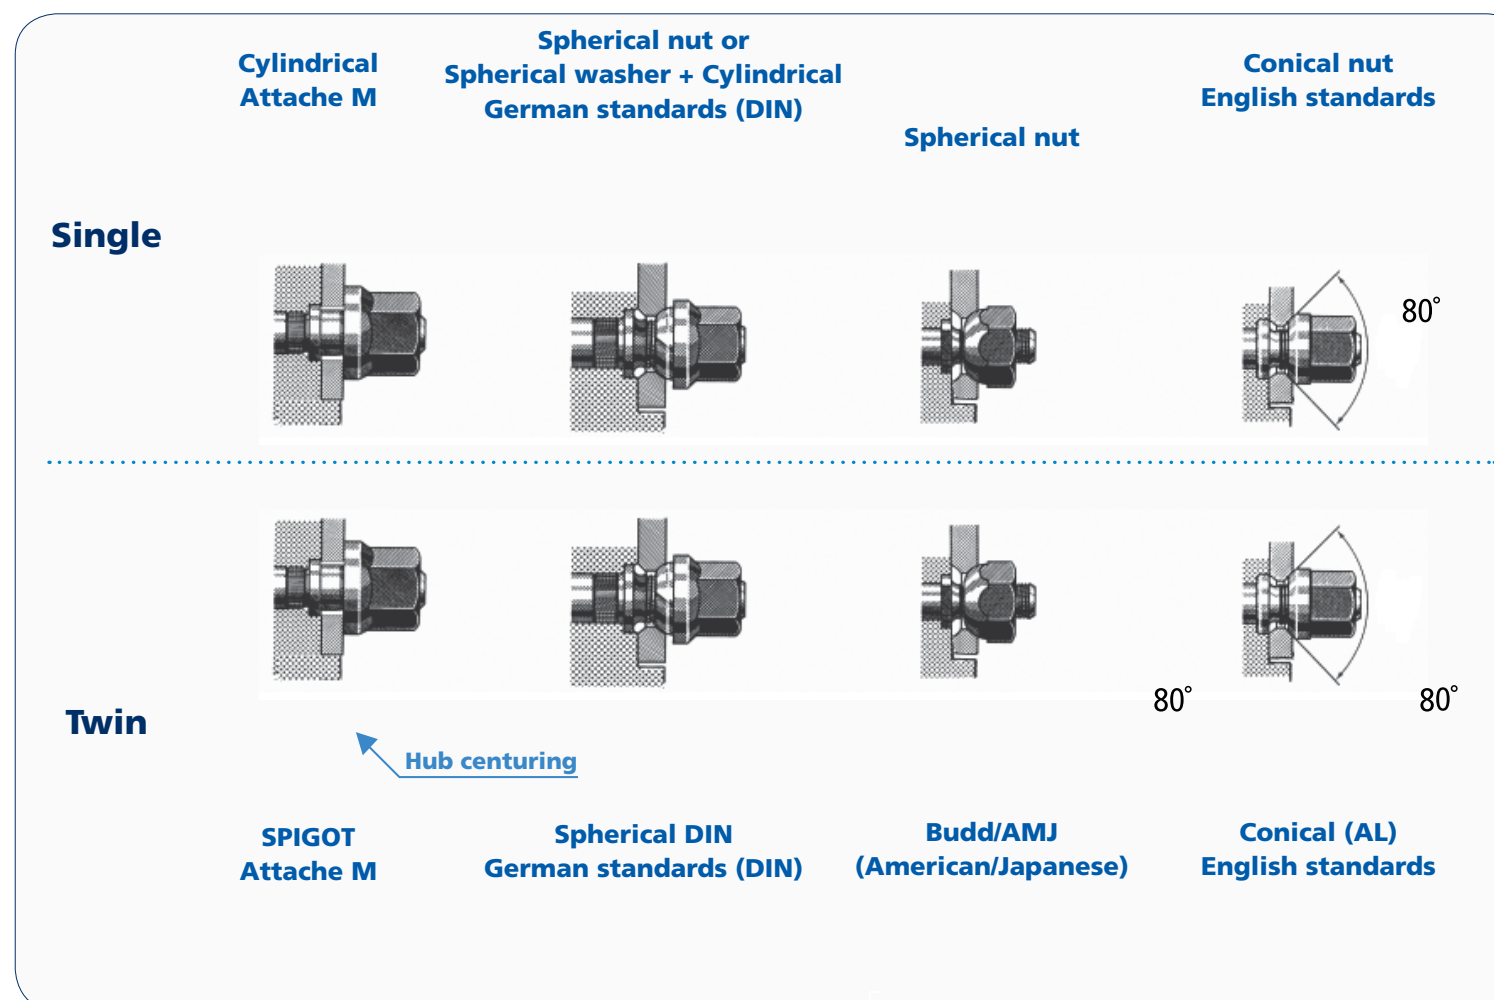 Cylindrical
Attache M
Spherical nut or
Spherical washer + Cylindrical
German standards (DIN)
Spherical nut
Conical nut
English standards
Single
80°
Twin
80°
80°
Hub centuring
SPIGOT
Attache M
Spherical DIN
German standards (DIN)
Budd/AMJ
(American/Japanese)
Conical (AL)
English standards